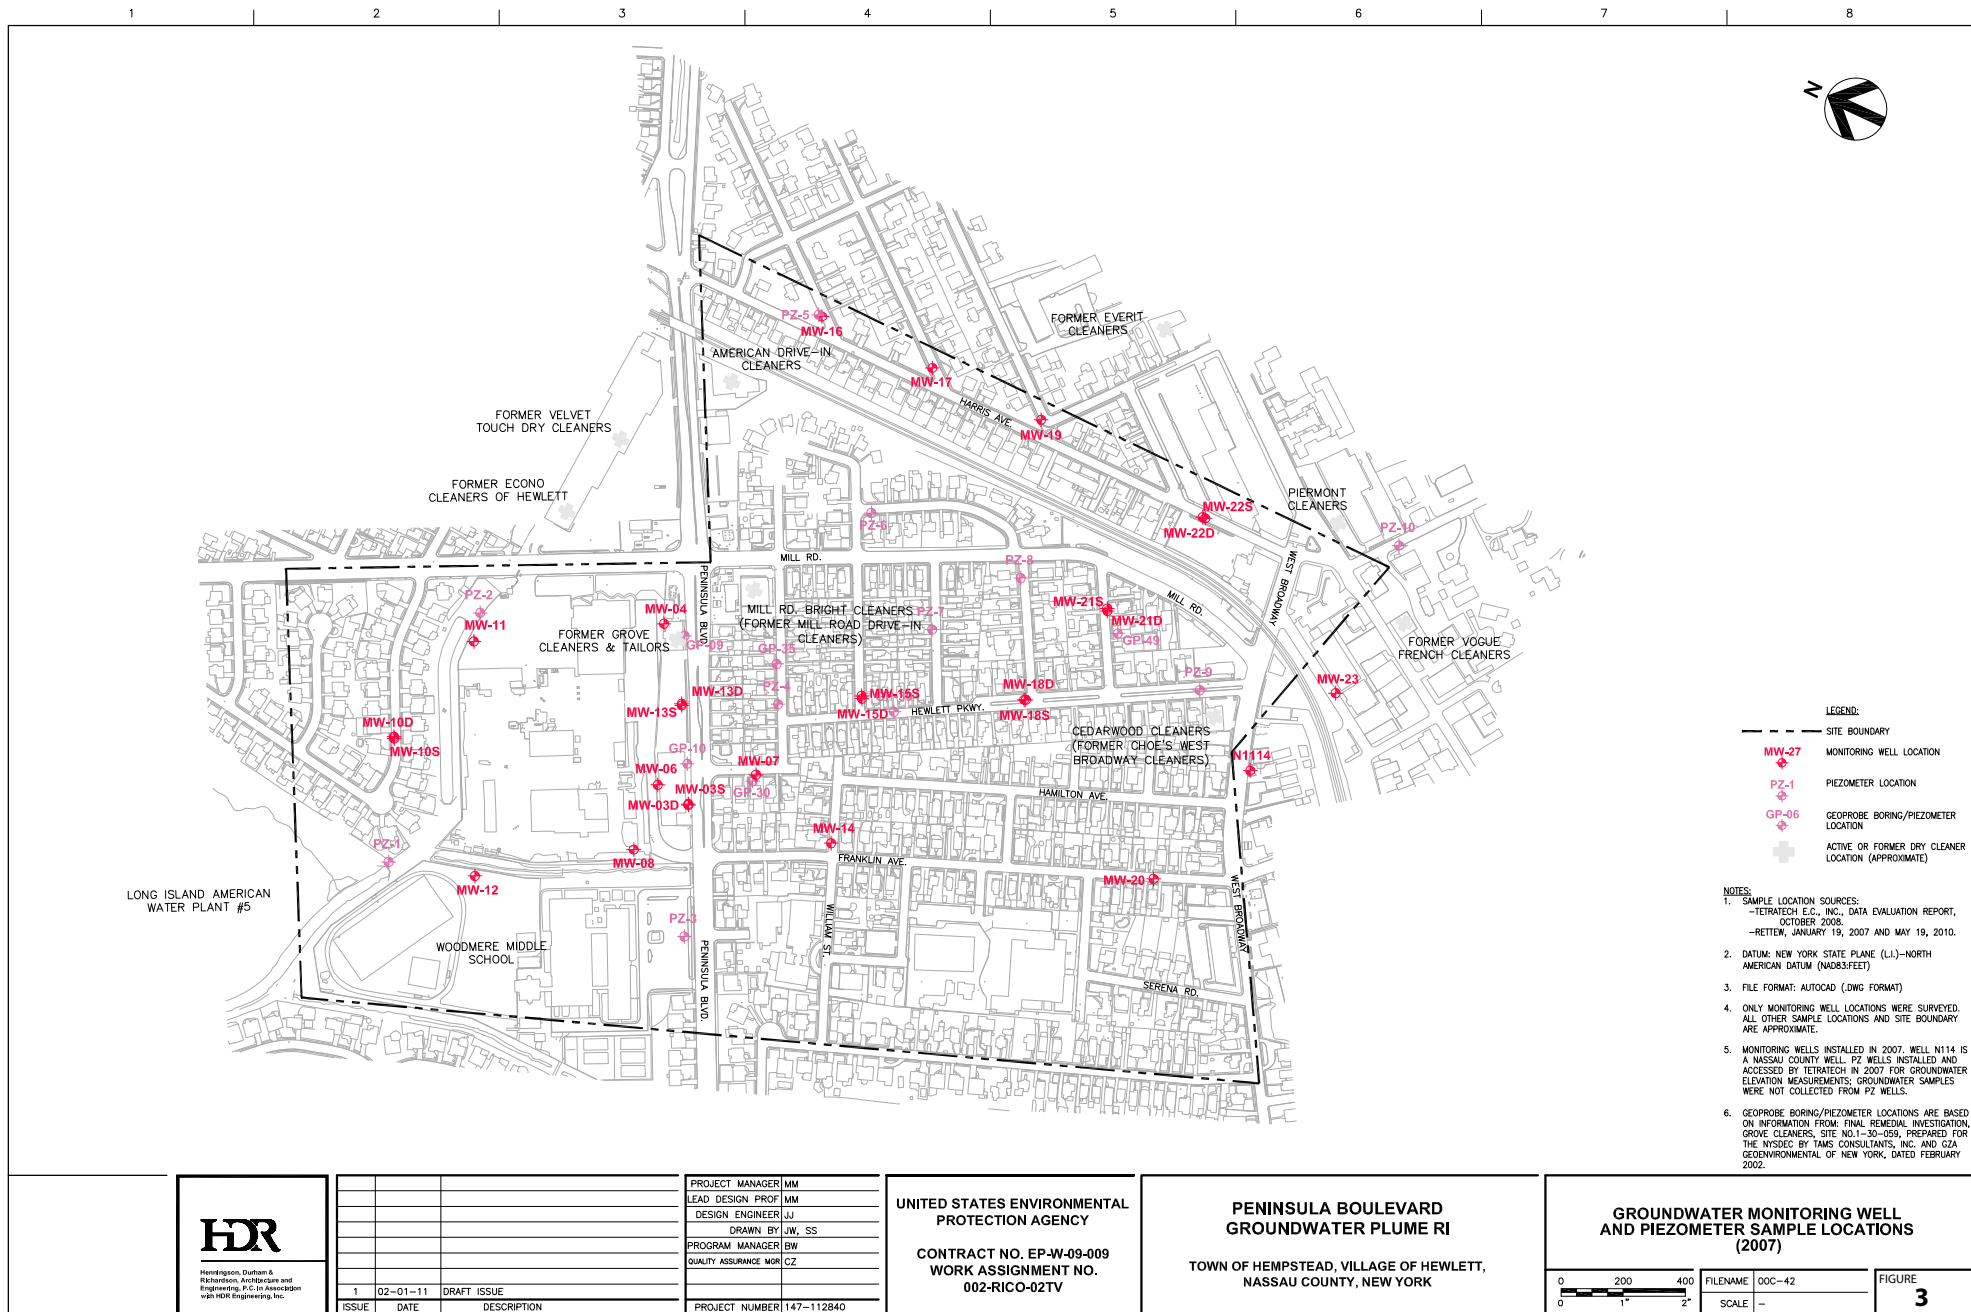 1 2 3 4 5 6 7 8
N
PZ-5
MW-16
FORMER EVERIT
CLEANERS
AMERICAN DRIVE-IN
CLEANERS
MW-17
HARRIS AVE.
MW-19
FORMER VELVET
TOUCH DRY CLEANERS
FORMER ECONO
CLEANERS OF HEWLETT
PIERMONT
CLEANERS
MW-22S
MW-22D
PZ-6
PZ-10
MILL RD.
PZ-8
WEST BROADWAY
PENINSULA BLVD.
PZ-2
MW-11
MW-04
FORMER GROVE
CLEANERS & TAILORS
GP-09
MILL RD. BRIGHT CLEANERS
(FORMER MILL ROAD DRIVE-IN
CLEANERS)
PZ-7
MW-21S
MW-21D
GP-49
MILL RD.
FORMER VOGUE
FRENCH CLEANERS
GP-35
PZ-4
PZ-9
MW-23
MW-13D
MW-13S
MW-15S
MW-15D
HEWLETT PKWY.
MW-18D
MW-18S
MW-10D
MW-10S
CEDARWOOD CLEANERS
(FORMER CHOE'S WEST
BROADWAY CLEANERS)
N1114
GP-10
MW-06
MW-07
MW-03S
MW-03D
GP-30
HAMILTON AVE.
MW-14
PZ-1
MW-08
FRANKLIN AVE.
MW-12
MW-20
LONG ISLAND AMERICAN
WATER PLANT #5
PZ-3
WEST BROADWAY
WILLIAM ST.
WOODMERE MIDDLE
SCHOOL
PENINSULA BLVD.
SERENA RD.
LEGEND:
SITE BOUNDARY
MW-27 MONITORING WELL LOCATION
PZ-1 PIEZOMETER LOCATION
GP-06 GEOPROBE BORING/PIEZOMETER
LOCATION
ACTIVE OR FORMER DRY CLEANER
LOCATION (APPROXIMATE)
NOTES:
1. SAMPLE LOCATION SOURCES:
-TETRATECH E.C., INC., DATA EVALUATION REPORT,
OCTOBER 2008.
-RETTEW, JANUARY 19, 2007 AND MAY 19, 2010.
2. DATUM: NEW YORK STATE PLANE (L.I.)-NORTH
AMERICAN DATUM (NAD83:FEET)
3. FILE FORMAT: AUTOCAD (.DWG FORMAT)
4. ONLY MONITORING WELL LOCATIONS WERE SURVEYED.
ALL OTHER SAMPLE LOCATIONS AND SITE BOUNDARY
ARE APPROXIMATE.
5. MONITORING WELLS INSTALLED IN 2007. WELL N114 IS
A NASSAU COUNTY WELL. PZ WELLS INSTALLED AND
ACCESSED BY TETRATECH IN 2007 FOR GROUNDWATER
ELEVATION MEASUREMENTS; GROUNDWATER SAMPLES
WERE NOT COLLECTED FROM PZ WELLS.
6. GEOPROBE BORING/PIEZOMETER LOCATIONS ARE BASED
ON INFORMATION FROM: FINAL REMEDIAL INVESTIGATION,
GROVE CLEANERS, SITE NO.1-30-059, PREPARED FOR
THE NYSDEC BY TAMS CONSULTANTS, INC. AND GZA
GEOENVIRONMENTAL OF NEW YORK, DATED FEBRUARY
2002.
HDR
Henningson, Durham &
Richardson, Architecture and
Engineering, P.C. in Association
with HDR Engineering, Inc.
1 02-01-11 DRAFT ISSUE
ISSUE DATE DESCRIPTION
PROJECT MANAGER MM
LEAD DESIGN PROF MM
DESIGN ENGINEER JJ
DRAWN BY JW, SS
PROGRAM MANAGER BW
QUALITY ASSURANCE MGR CZ
PROJECT NUMBER 147-112840
UNITED STATES ENVIRONMENTAL
PROTECTION AGENCY
CONTRACT NO. EP-W-09-009
WORK ASSIGNMENT NO.
002-RICO-02TV
PENINSULA BOULEVARD
GROUNDWATER PLUME RI
TOWN OF HEMPSTEAD, VILLAGE OF HEWLETT,
NASSAU COUNTY, NEW YORK
GROUNDWATER MONITORING WELL
AND PIEZOMETER SAMPLE LOCATIONS
(2007)
0 200 400
0 1" 2"
FILENAME 00C-42
SCALE -
FIGURE
3